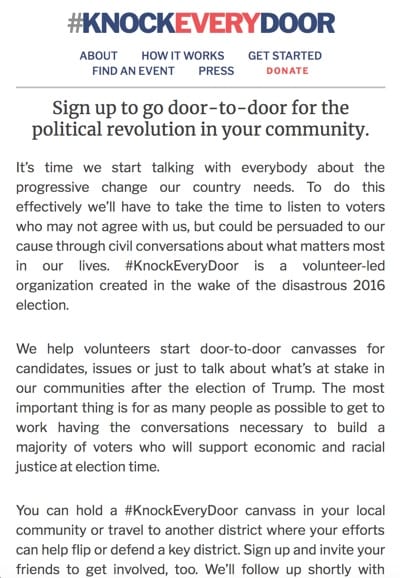 #KNOCKEVERYDOOR
ABOUT HOW IT WORKS GET STARTED
FIND AN EVENT PRESS DONATE
Sign up to go door-to-door for the
political revolution in your community.
It’s time we start talking with everybody about the
progressive change our country needs. To do this
effectively we’ll have to take the time to listen to voters
who may not agree with us, but could be persuaded to our
cause through civil conversations about what matters most
in our lives. #KnockEveryDoor is a volunteer-led
organization created in the wake of the disastrous 2016
election.
We help volunteers start door-to-door canvasses for
candidates, issues or just to talk about what’s at stake in
our communities after the election of Trump. The most
important thing is for as many people as possible to get to
work having the conversations necessary to build a
majority of voters who will support economic and racial
justice at election time.
You can hold a #KnockEveryDoor canvass in your local
community or travel to another district where your efforts
can help flip or defend a key district. Sign up and invite your
friends to get involved, too. We’ll follow up shortly with